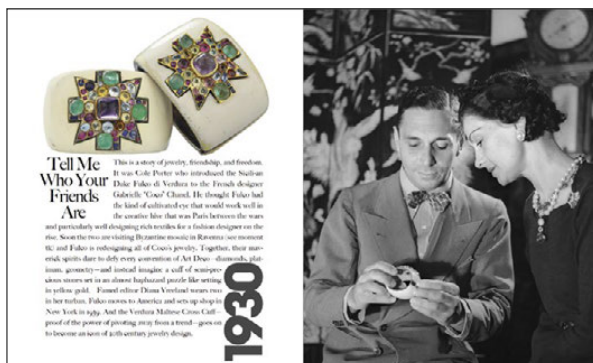 Tell Me
Who Your
Friends
Are
This is a story of jewelry, friendship, and freedom.
It was Cole Porter who introduced the Sicilian
Duke Fulco di Verdura to the French designer
Gabrielle "Coco" Chanel. He thought Fulco had
the kind of cultivated eye that would work well in
the creative hive that was Paris between the wars
and particularly well designing rich textiles for a fashion designer on the
rise. Soon the two are visiting Byzantine mosaic in Ravenna (see moment
11) and Fulco is redesigning all of Coco's jewelry. Together, their mav-
erick spirits dare to defy every convention of Art Deco—diamonds, plat-
inum, geometry—and instead imagine a cuff of semi-pre-
cious stones set in an almost haphazard puzzle like setting
in yellow gold. Famed editor Diana Vreeland wears two
in her turban. Fulco moves to America and sets up shop in
New York in 1939. And the Verdura Maltese Cross Cuff—
proof of the power of pivoting away from a trend—goes on
to become an icon of 20th century jewelry design.
1930